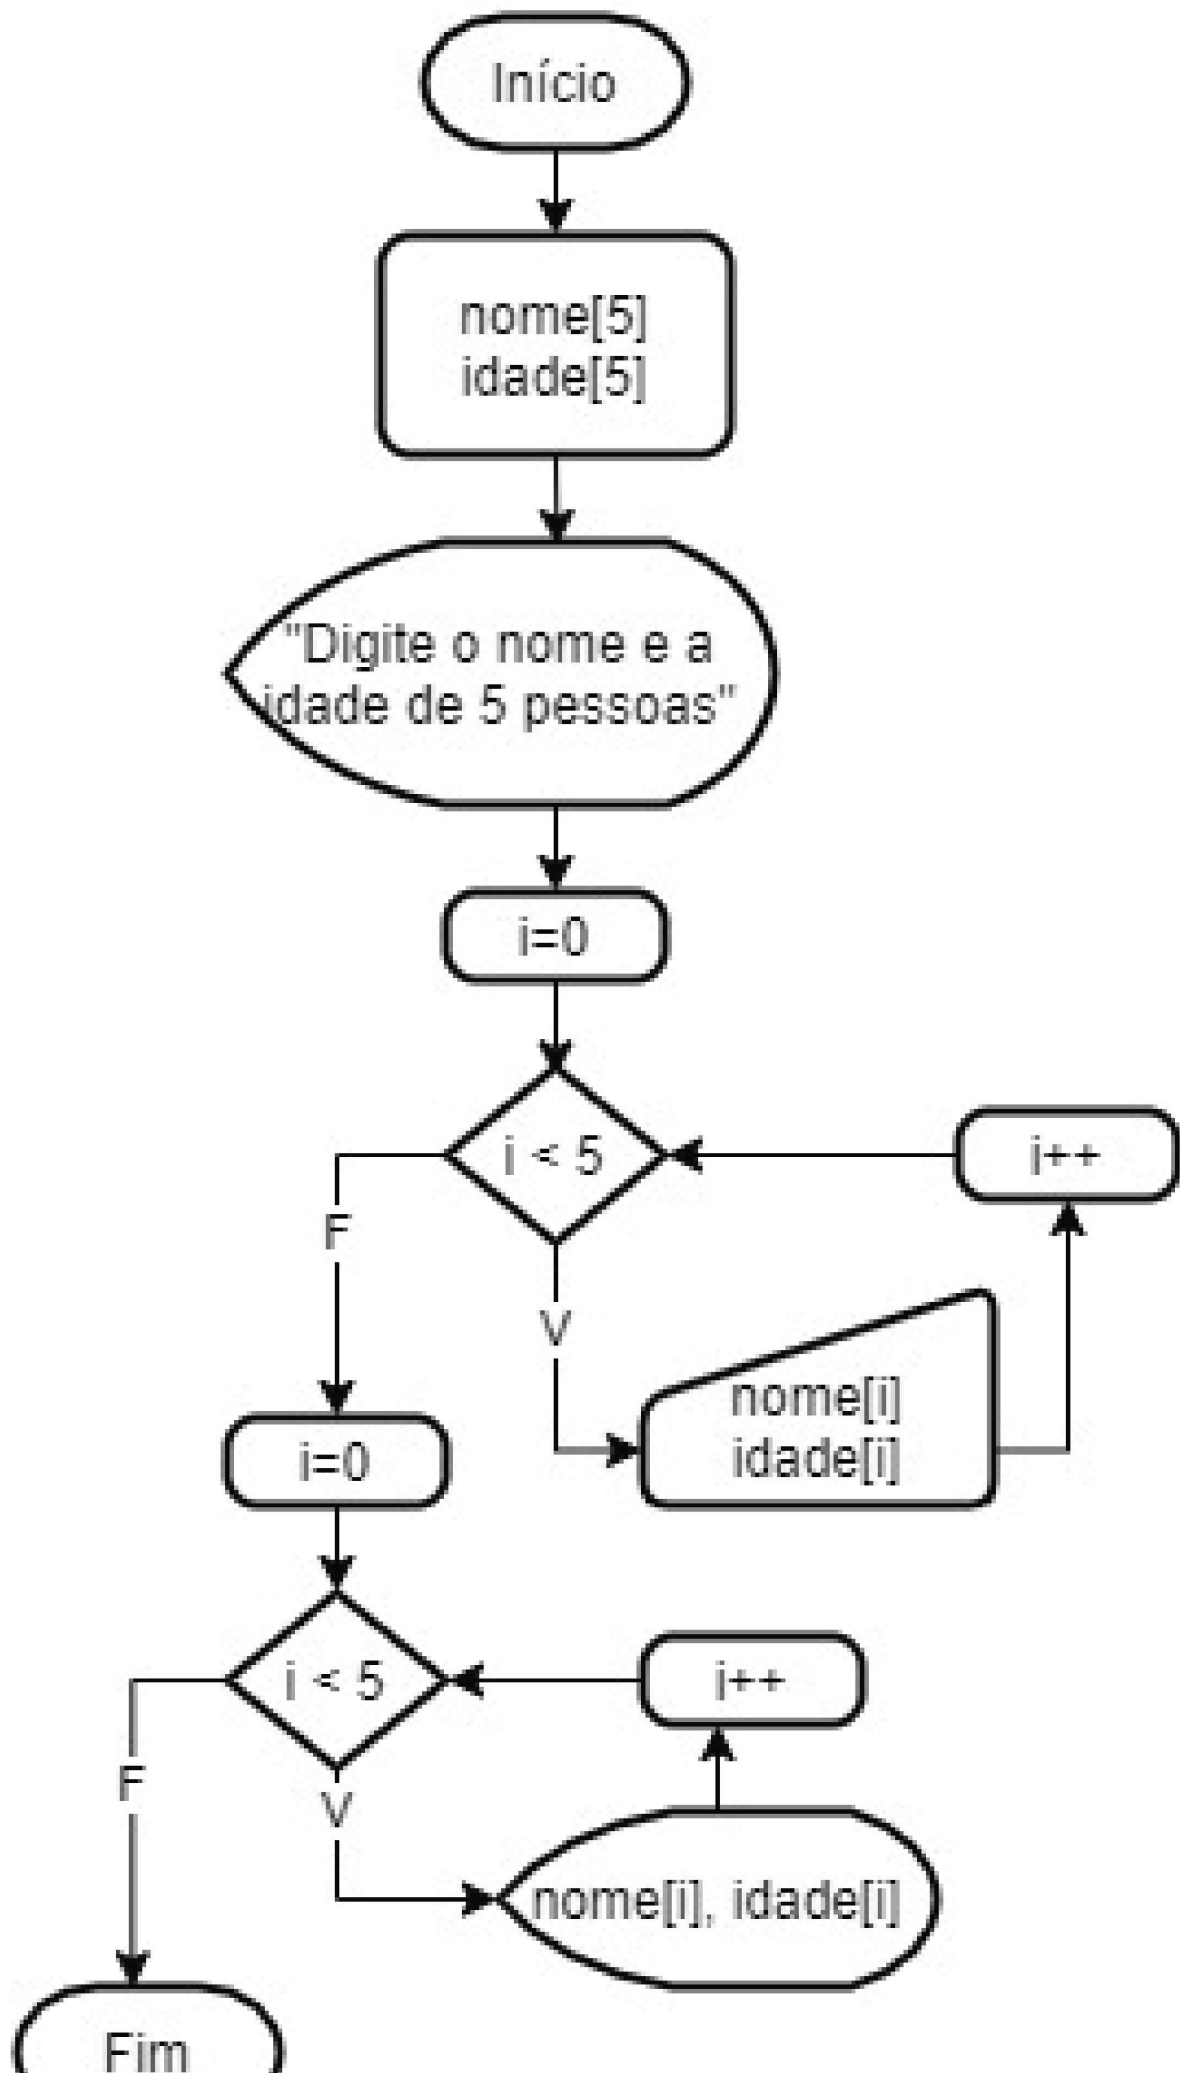 Início
nome[5]
idade[5]
"Digite o nome e a
idade de 5 pessoas"
i=0
i < 5
i++
F
V
nome[i]
idade[i]
i=0
i < 5
i++
F
V
nome[i], idade[i]
Fim